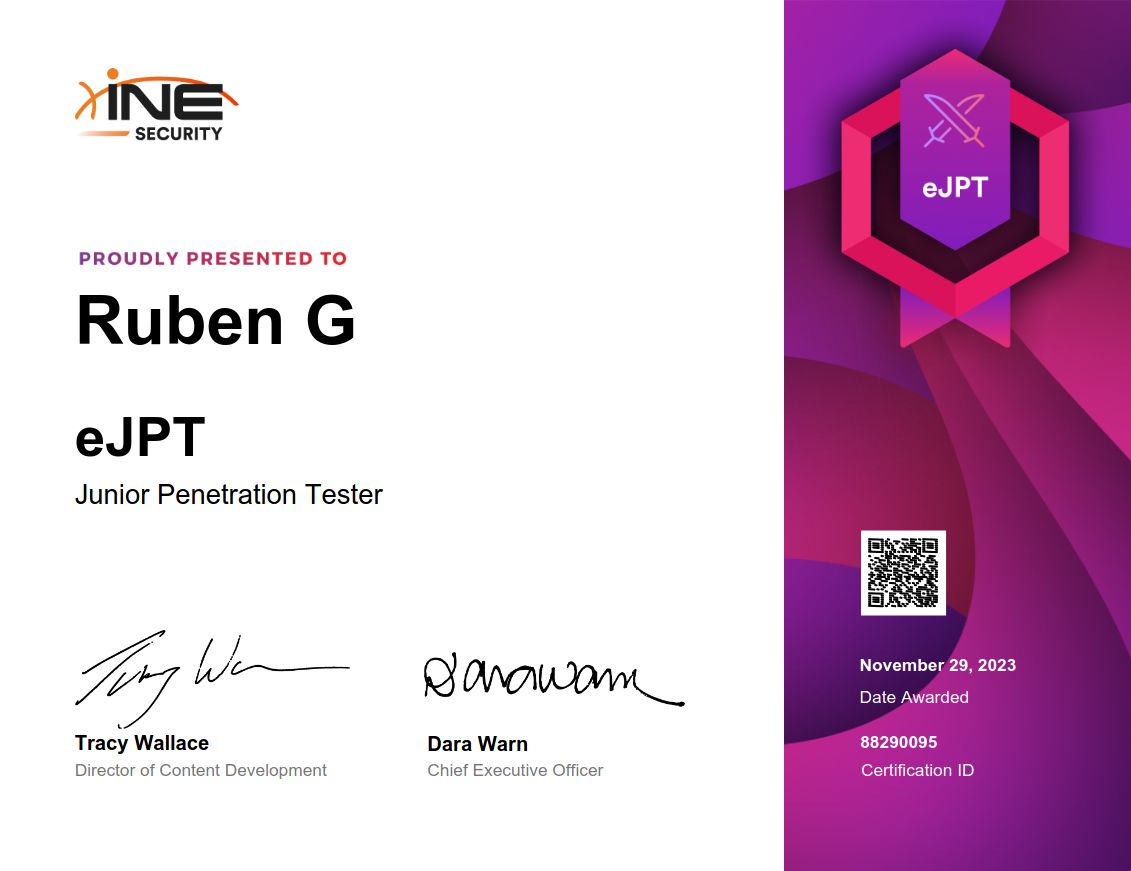 INE
SECURITY
PROUDLY PRESENTED TO
Ruben G
eJPT
Junior Penetration Tester
Tracy Wallace
Director of Content Development
Dara Warn
Chief Executive Officer
eJPT
November 29, 2023
Date Awarded
88290095
Certification ID